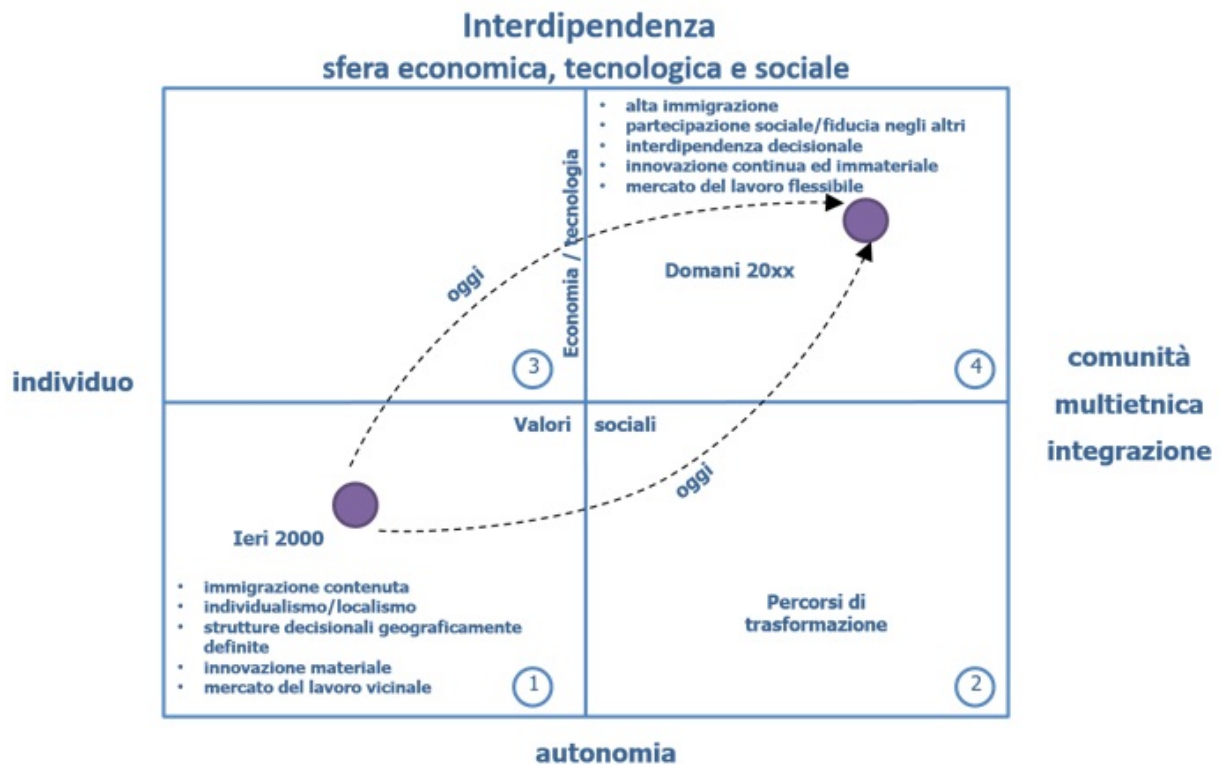 Interdipendenza
sfera economica, tecnologica e sociale
• alta immigrazione
• partecipazione sociale/fiducia negli altri
• interdipendenza decisionale
• innovazione continua ed immateriale
• mercato del lavoro flessibile
Economia / tecnologia
oggi
Domani 20xx
3
4
individuo
comunità
multietnica
integrazione
Valori sociali
oggi
Ieri 2000
• immigrazione contenuta
• individualismo/localismo
• strutture decisionali geograficamente
definite
• innovazione materiale
• mercato del lavoro vicinale
1
Percorsi di
trasformazione
2
autonomia